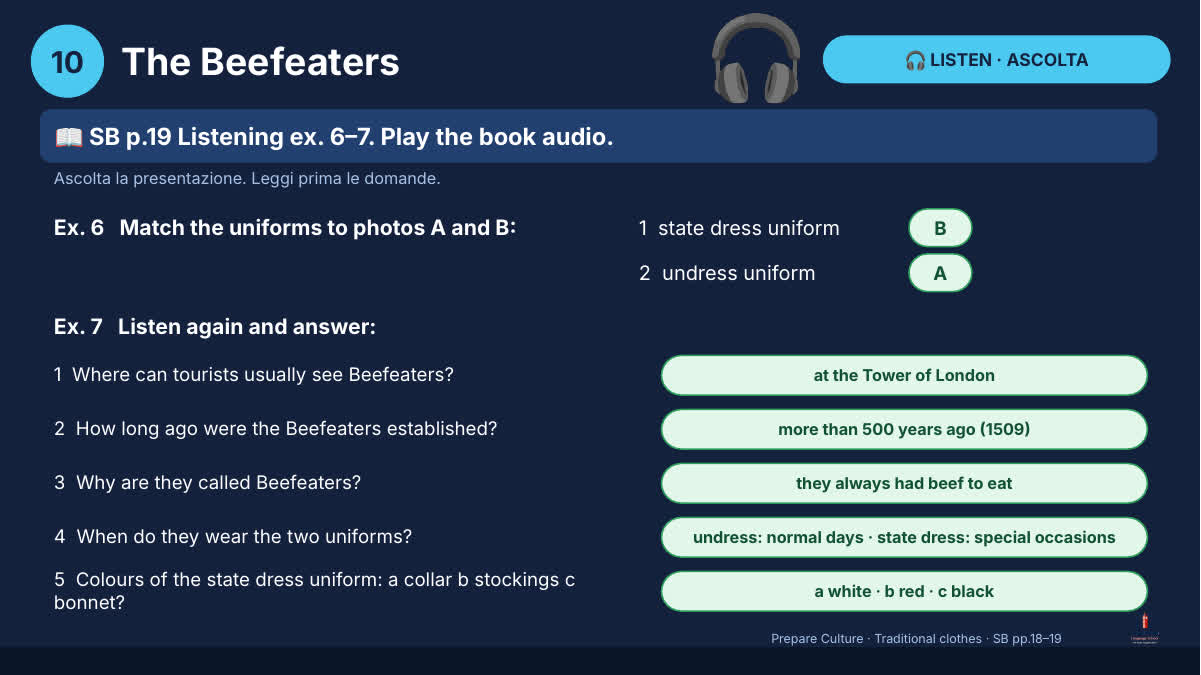 10 The Beefeaters
🎧 LISTEN · ASCOLTA
📖 SB p.19 Listening ex. 6–7. Play the book audio.
Ascolta la presentazione. Leggi prima le domande.
Ex. 6 Match the uniforms to photos A and B:
1 state dress uniform B
2 undress uniform A
Ex. 7 Listen again and answer:
1 Where can tourists usually see Beefeaters?
at the Tower of London
2 How long ago were the Beefeaters established?
more than 500 years ago (1509)
3 Why are they called Beefeaters?
they always had beef to eat
4 When do they wear the two uniforms?
undress: normal days · state dress: special occasions
5 Colours of the state dress uniform: a collar b stockings c
bonnet?
a white · b red · c black
Prepare Culture · Traditional clothes · SB pp.18–19